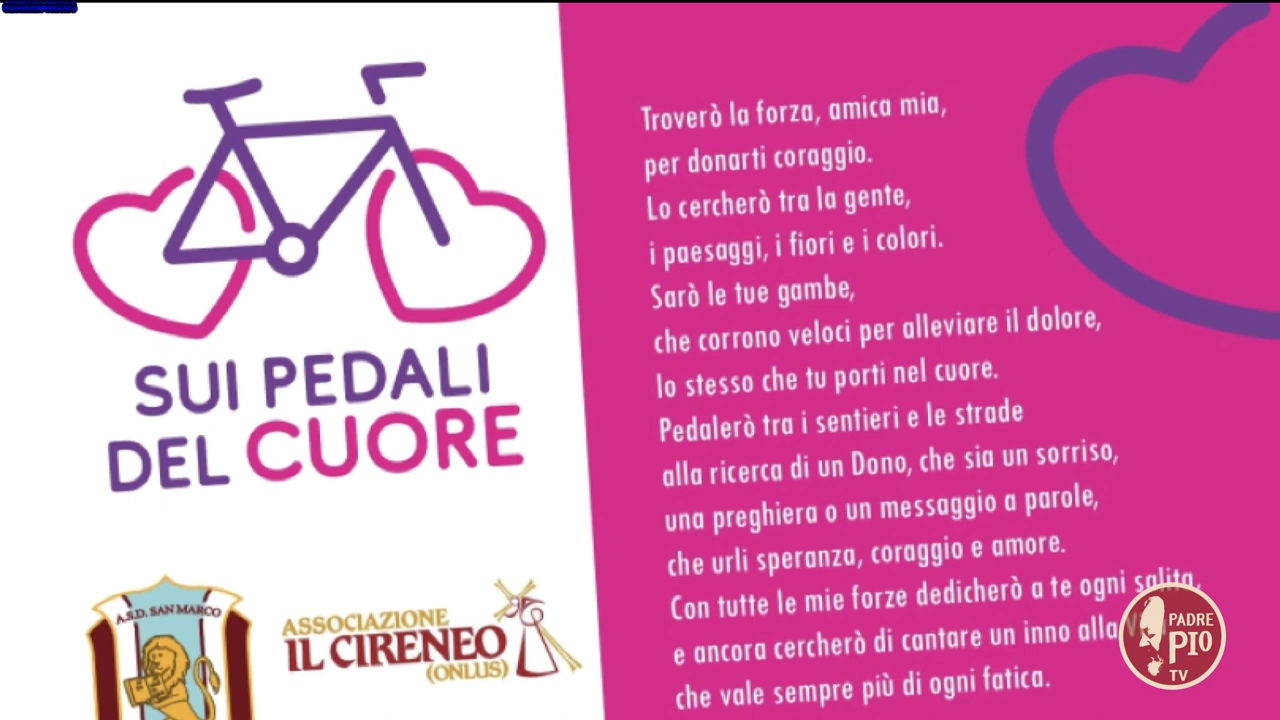 SUI PEDALI
DEL CUORE
A.S.D. SAN MARCO
ASSOCIAZIONE
IL CIRENEO
(ONLUS)
Troverò la forza, amica mia,
per donarti coraggio.
Lo cercherò tra la gente,
i paesaggi, i fiori e i colori.
Sarò le tue gambe,
che corrono veloci per alleviare il dolore,
lo stesso che tu porti nel cuore.
Pedalerò tra i sentieri e le strade
alla ricerca di un Dono, che sia un sorriso,
una preghiera o un messaggio a parole,
che urli speranza, coraggio e amore.
Con tutte le mie forze dedicherò a te ogni salita,
e ancora cercherò di cantare un inno alla
che vale sempre più di ogni fatica.
PADRE
PIO
TV